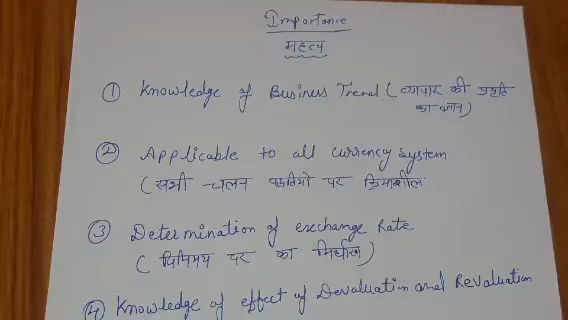 Importance
महत्व
① Knowledge of Business Trend (व्यापार की प्रवृति
का ज्ञान)
② Applicable to all currency system
(सभी चलन पद्धतियो पर क्रियाशील
③ Determination of exchange Rate
(विनिमय दर का निर्धारण)
④ Knowledge of effect of Devaluation and Revaluation